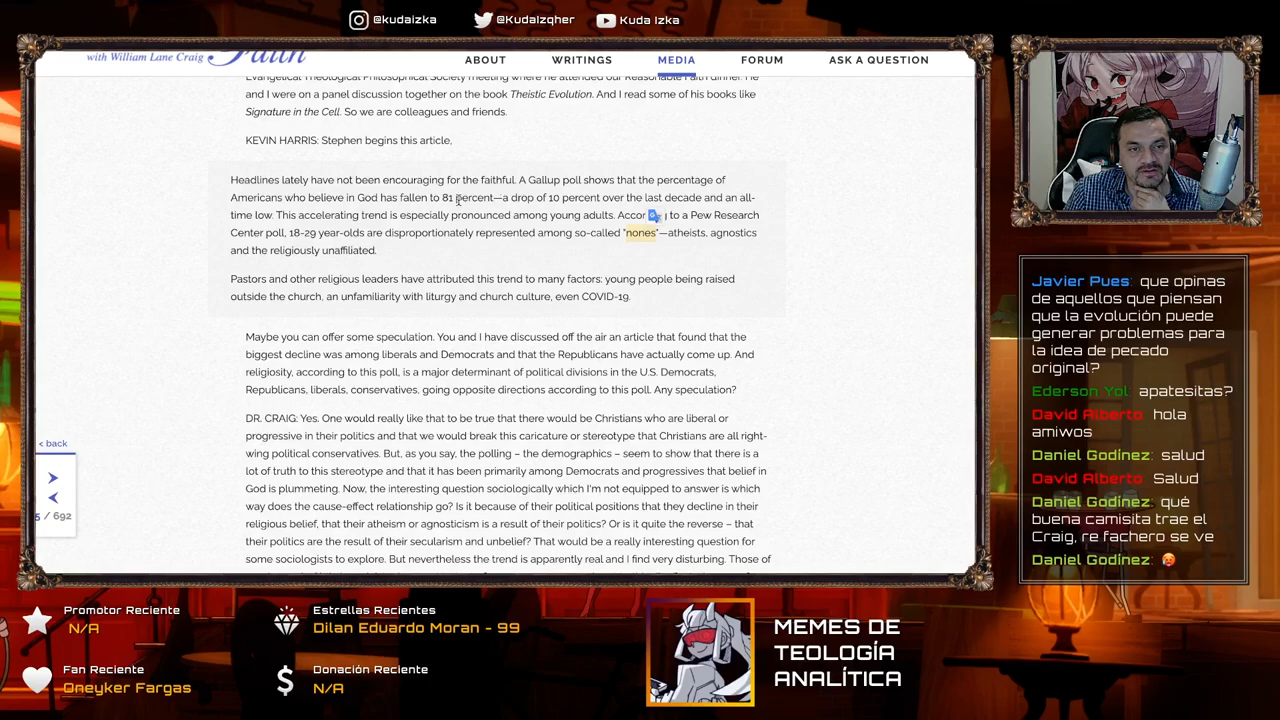 @kudaizka
@KudaIzqher
Kuda Izka
with William Lane Craig Faith
ABOUT
WRITINGS
MEDIA
FORUM
ASK A QUESTION
Evangelical Theological Philosophical Society meeting where he attended our Reasonable Faith dinner. He
and I were on a panel discussion together on the book Theistic Evolution. And I read some of his books like
Signature in the Cell. So we are colleagues and friends.
KEVIN HARRIS: Stephen begins this article,
Headlines lately have not been encouraging for the faithful. A Gallup poll shows that the percentage of
Americans who believe in God has fallen to 81 percent—a drop of 10 percent over the last decade and an all-
time low. This accelerating trend is especially pronounced among young adults. Accor to a Pew Research
Center poll, 18-29 year-olds are disproportionately represented among so-called "nones"—atheists, agnostics
and the religiously unaffiliated.
Pastors and other religious leaders have attributed this trend to many factors: young people being raised
outside the church, an unfamiliarity with liturgy and church culture, even COVID-19.
Maybe you can offer some speculation. You and I have discussed off the air an article that found that the
biggest decline was among liberals and Democrats and that the Republicans have actually come up. And
religiosity, according to this poll, is a major determinant of political divisions in the U.S. Democrats,
Republicans, liberals, conservatives, going opposite directions according to this poll. Any speculation?
DR. CRAIG: Yes. One would really like that to be true that there would be Christians who are liberal or
progressive in their politics and that we would break this caricature or stereotype that Christians are all right-
wing political conservatives. But, as you say, the polling – the demographics – seem to show that there is a
lot of truth to this stereotype and that it has been primarily among Democrats and progressives that belief in
God is plummeting. Now, the interesting question sociologically which I'm not equipped to answer is which
way does the cause-effect relationship go? Is it because of their political positions that they decline in their
religious belief, that their atheism or agnosticism is a result of their politics? Or is it quite the reverse – that
their politics are the result of their secularism and unbelief? That would be a really interesting question for
some sociologists to explore. But nevertheless the trend is apparently real and I find very disturbing. Those of
< back
5 / 692
Javier Pues: que opinas
de aquellos que piensan
que la evolución puede
generar problemas para
la idea de pecado
original?
Ederson Yol: apatesitas?
David Alberto: hola
amiwos
Daniel Godínez: salud
David Alberto: Salud
Daniel Godínez: qué
buena camisita trae el
Craig, re fachero se ve
Daniel Godínez: 🥵
Promotor Reciente
N/A
Estrellas Recientes
Dilan Eduardo Moran - 99
Fan Reciente
Oneyker Fargas
Donación Reciente
N/A
MEMES DE
TEOLOGÍA
ANALÍTICA